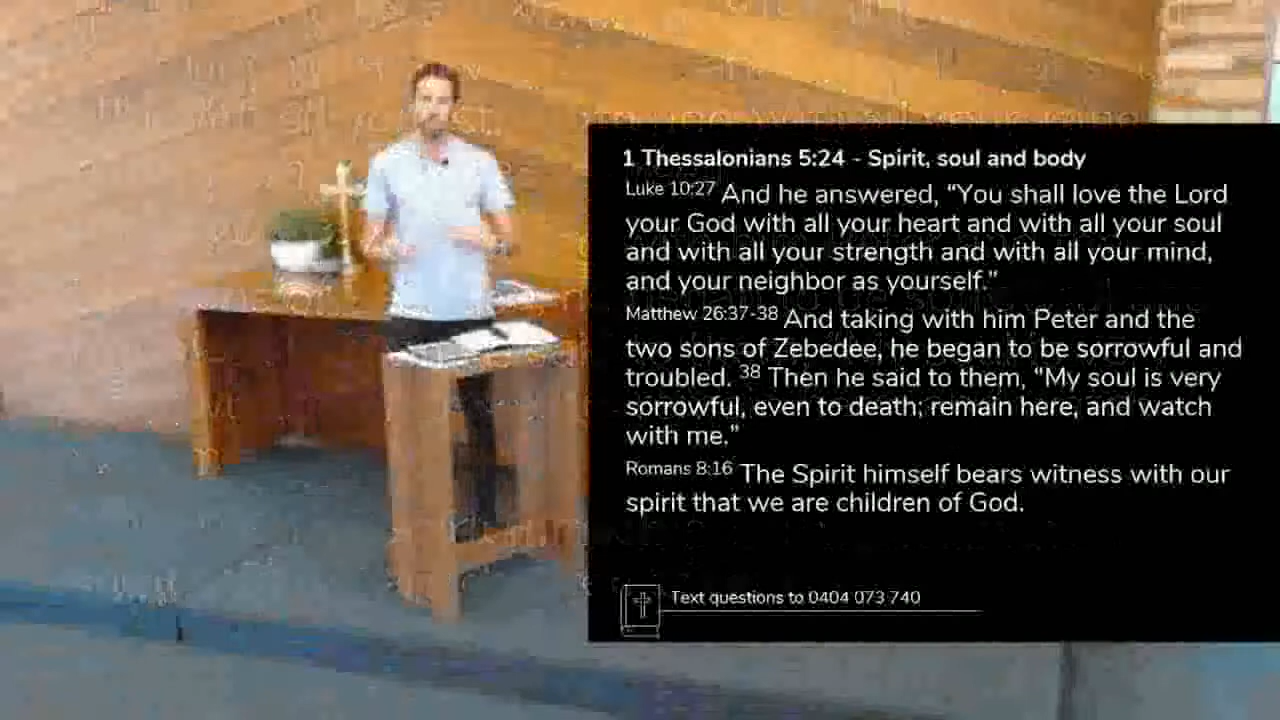 1 Thessalonians 5:24 - Spirit, soul and body
Luke 10:27 And he answered, “You shall love the Lord
your God with all your heart and with all your soul
and with all your strength and with all your mind,
and your neighbor as yourself.”
Matthew 26:37-38 And taking with him Peter and the
two sons of Zebedee, he began to be sorrowful and
troubled. 38 Then he said to them, “My soul is very
sorrowful, even to death; remain here, and watch
with me.”
Romans 8:16 The Spirit himself bears witness with our
spirit that we are children of God.
Text questions to 0404 073 740